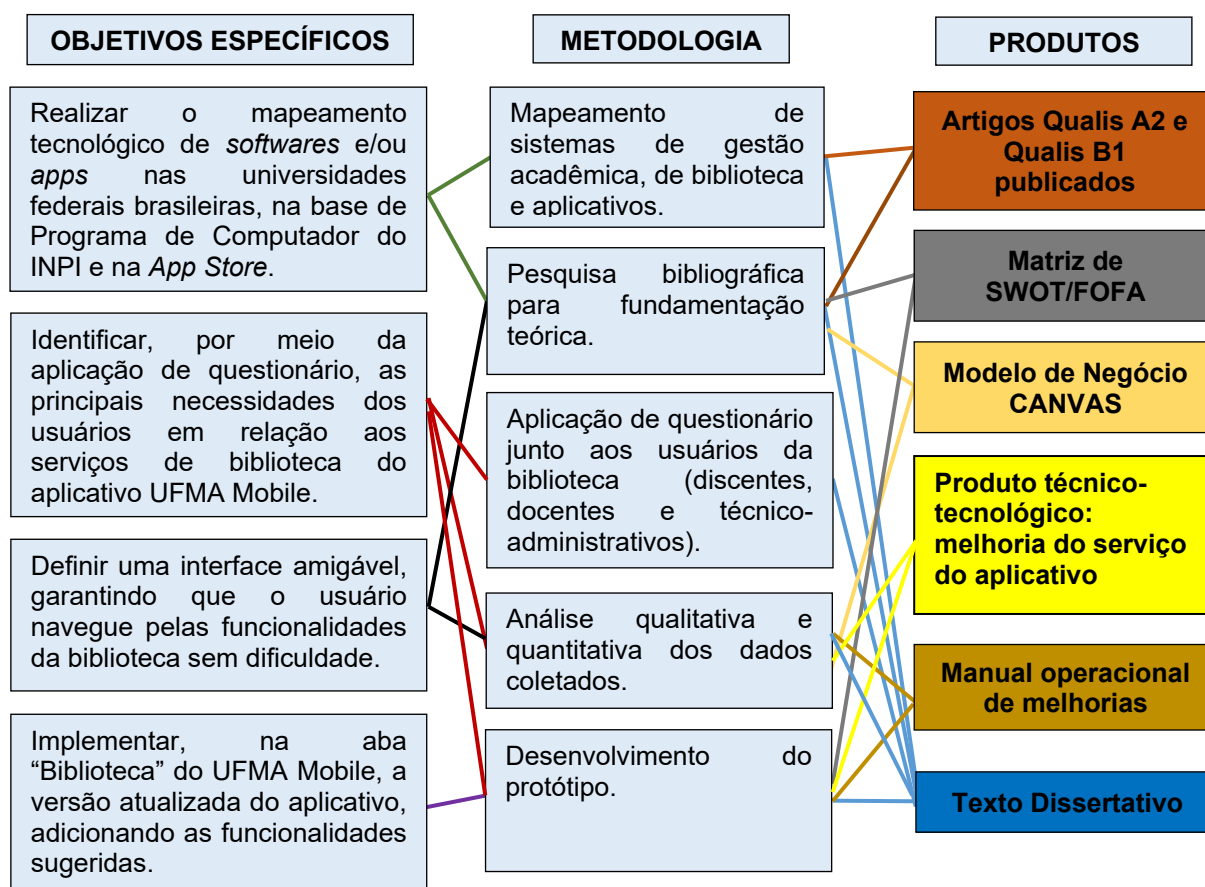 OBJETIVOS ESPECÍFICOS
Realizar o mapeamento
tecnológico de softwares e/ou
apps nas universidades
federais brasileiras, na base de
Programa de Computador do
INPI e na App Store.
Identificar, por meio da
aplicação de questionário, as
principais necessidades dos
usuários em relação aos
serviços de biblioteca do
aplicativo UFMA Mobile.
Definir uma interface amigável,
garantindo que o usuário
navegue pelas funcionalidades
da biblioteca sem dificuldade.
Implementar, na aba
“Biblioteca” do UFMA Mobile, a
versão atualizada do aplicativo,
adicionando as funcionalidades
sugeridas.
METODOLOGIA
Mapeamento de
sistemas de gestão
acadêmica, de biblioteca
e aplicativos.
Pesquisa bibliográfica
para fundamentação
teórica.
Aplicação de questionário
junto aos usuários da
biblioteca (discentes,
docentes e técnico-
administrativos).
Análise qualitativa e
quantitativa dos dados
coletados.
Desenvolvimento do
protótipo.
PRODUTOS
Artigos Qualis A2 e
Qualis B1
publicados
Matriz de
SWOT/FOFA
Modelo de Negócio
CANVAS
Produto técnico-
tecnológico:
melhoria do serviço
do aplicativo
Manual operacional
de melhorias
Texto Dissertativo